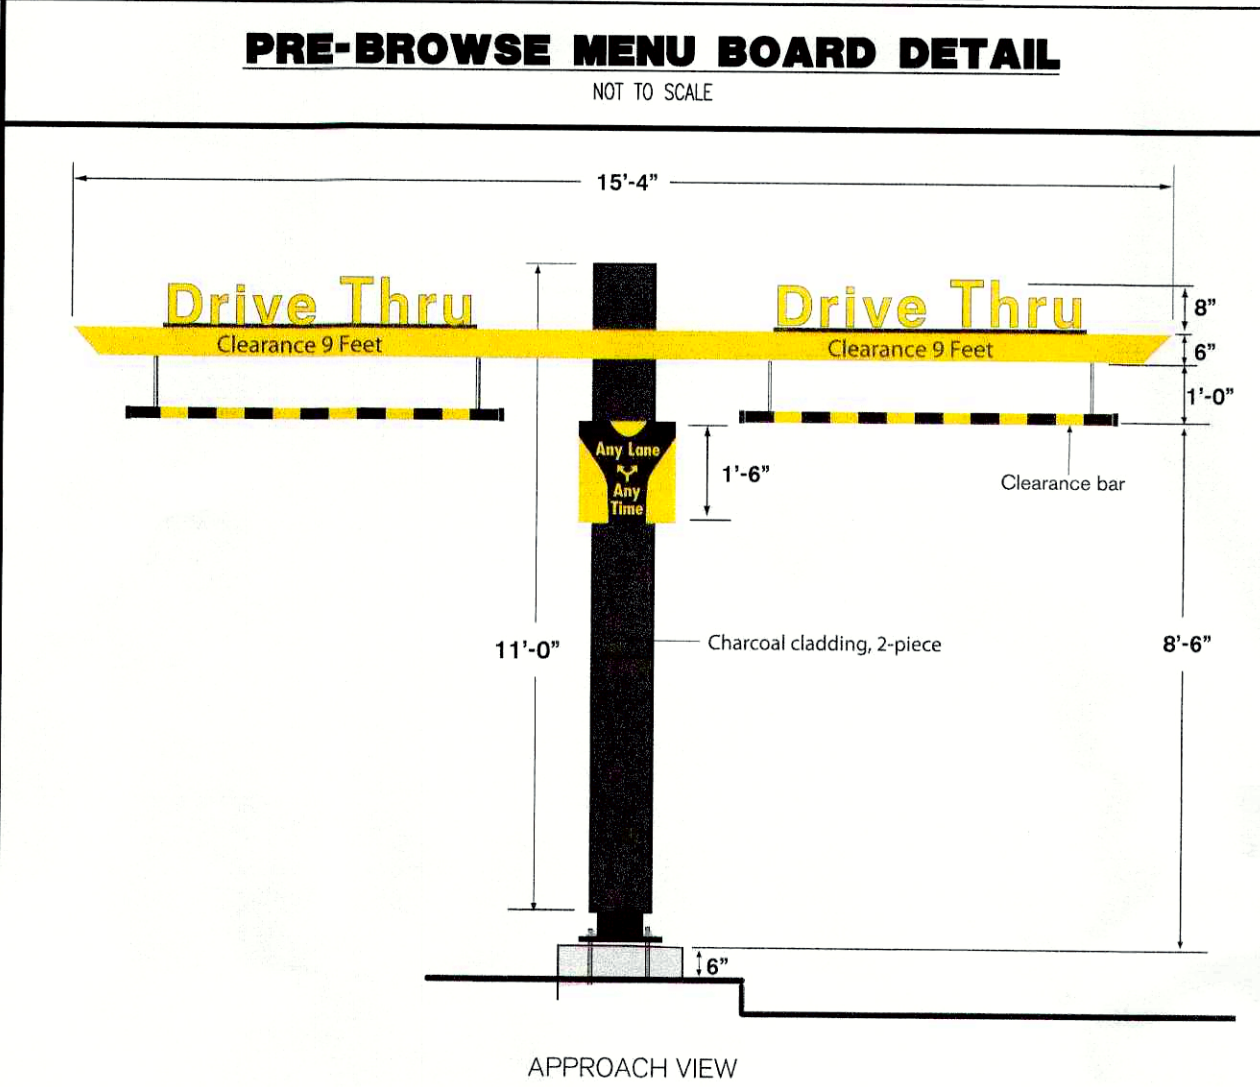 PRE-BROWSE MENU BOARD DETAIL
NOT TO SCALE
15'-4"
Drive Thru
Drive Thru
8"
Clearance 9 Feet
Clearance 9 Feet
6"
1'-0"
Any Lane
Any
Time
1'-6"
Clearance bar
11'-0"
Charcoal cladding, 2-piece
8'-6"
6"
APPROACH VIEW